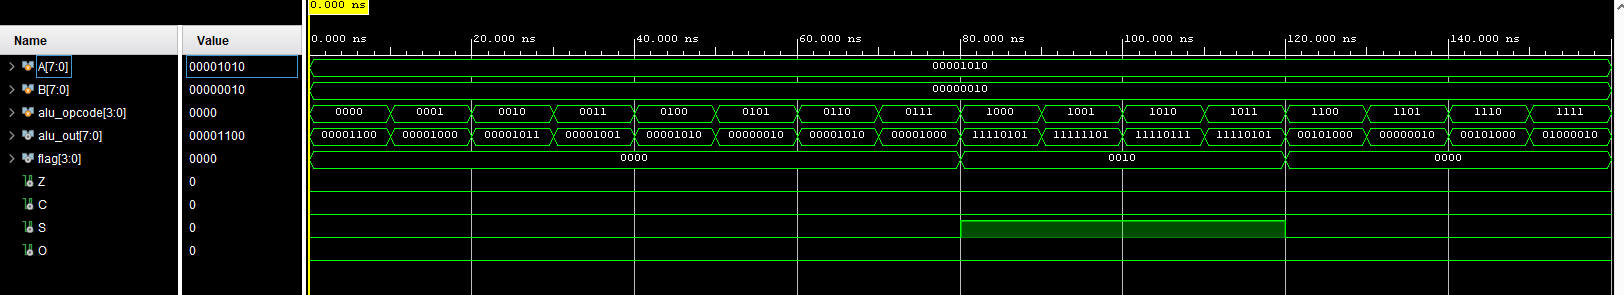 0.000 ns
Name Value
0.000 ns 20.000 ns 40.000 ns 60.000 ns 80.000 ns 100.000 ns 120.000 ns 140.000 ns
A[7:0] 00001010 00001010
B[7:0] 00000010 00000010
alu_opcode[3:0] 0000 0000 0001 0010 0011 0100 0101 0110 0111 1000 1001 1010 1011 1100 1101 1110 1111
alu_out[7:0] 00001100 00001100 00001000 00001011 00001001 00001010 00000010 00001010 00001000 11110101 11111101 11110111 11110101 00101000 00000010 00101000 01000010
flag[3:0] 0000 0000 0010 0000
Z 0
C 0
S 0
O 0